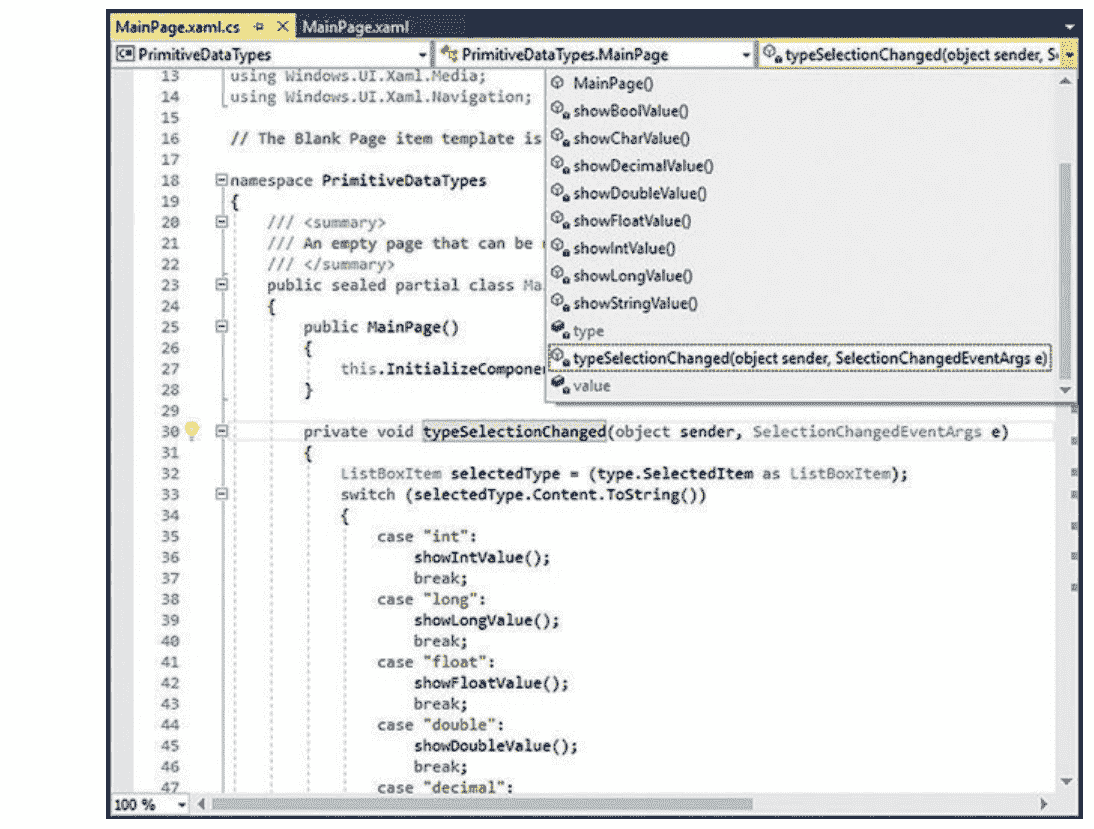 MainPage.xaml.cs MainPage.xaml
C# PrimitiveDataTypes PrimitiveDataTypes.MainPage typeSelectionChanged(object sender, S
MainPage()
showBoolValue()
showCharValue()
showDecimalValue()
showDoubleValue()
showFloatValue()
showIntValue()
showLongValue()
showStringValue()
type
typeSelectionChanged(object sender, SelectionChangedEventArgs e)
value
13 using Windows.UI.Xaml.Media;
14 using Windows.UI.Xaml.Navigation;
15
16 // The Blank Page item template is
17
18 namespace PrimitiveDataTypes
19 {
20 /// <summary>
21 /// An empty page that can be
22 /// </summary>
23 public sealed partial class Ma
24 {
25 public MainPage()
26 {
27 this.InitializeCompone
28 }
29
30 private void typeSelectionChanged(object sender, SelectionChangedEventArgs e)
31 {
32 ListBoxItem selectedType = (type.SelectedItem as ListBoxItem);
33 switch (selectedType.Content.ToString())
34 {
35 case "int":
36 showIntValue();
37 break;
38 case "long":
39 showLongValue();
40 break;
41 case "float":
42 showFloatValue();
43 break;
44 case "double":
45 showDoubleValue();
46 break;
47 case "decimal":
100 %